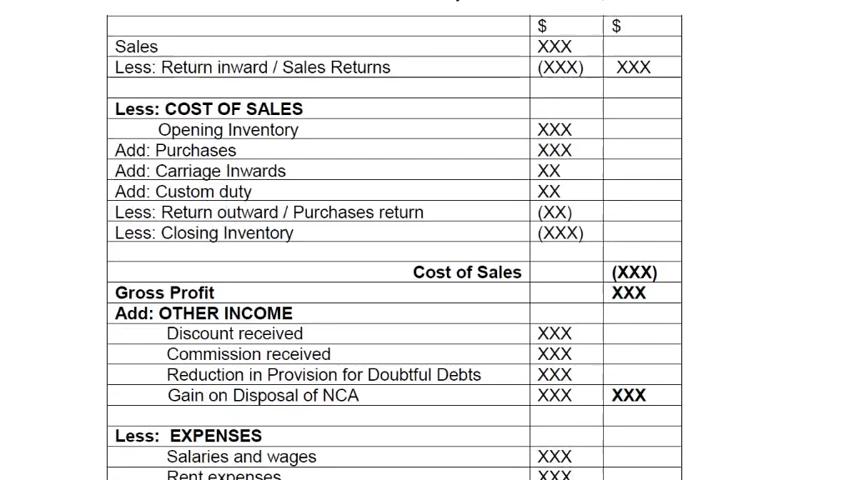 $ $
Sales XXX
Less: Return inward / Sales Returns (XXX) XXX
Less: COST OF SALES
Opening Inventory XXX
Add: Purchases XXX
Add: Carriage Inwards XX
Add: Custom duty XX
Less: Return outward / Purchases return (XX)
Less: Closing Inventory (XXX)
Cost of Sales (XXX)
Gross Profit XXX
Add: OTHER INCOME
Discount received XXX
Commission received XXX
Reduction in Provision for Doubtful Debts XXX
Gain on Disposal of NCA XXX XXX
Less: EXPENSES
Salaries and wages XXX
Rent expenses XXX